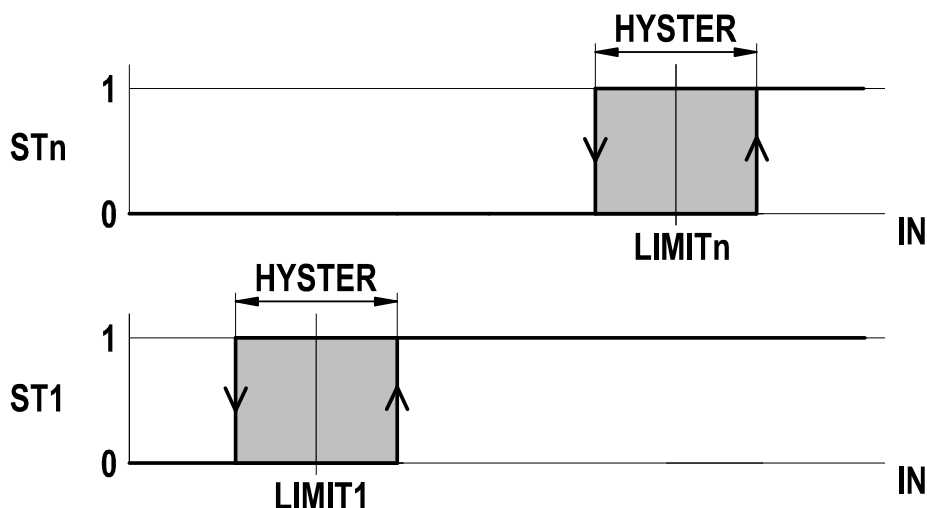 HYSTER
1
STn
0
IN
LIMITn
HYSTER
1
ST1
0
IN
LIMIT1